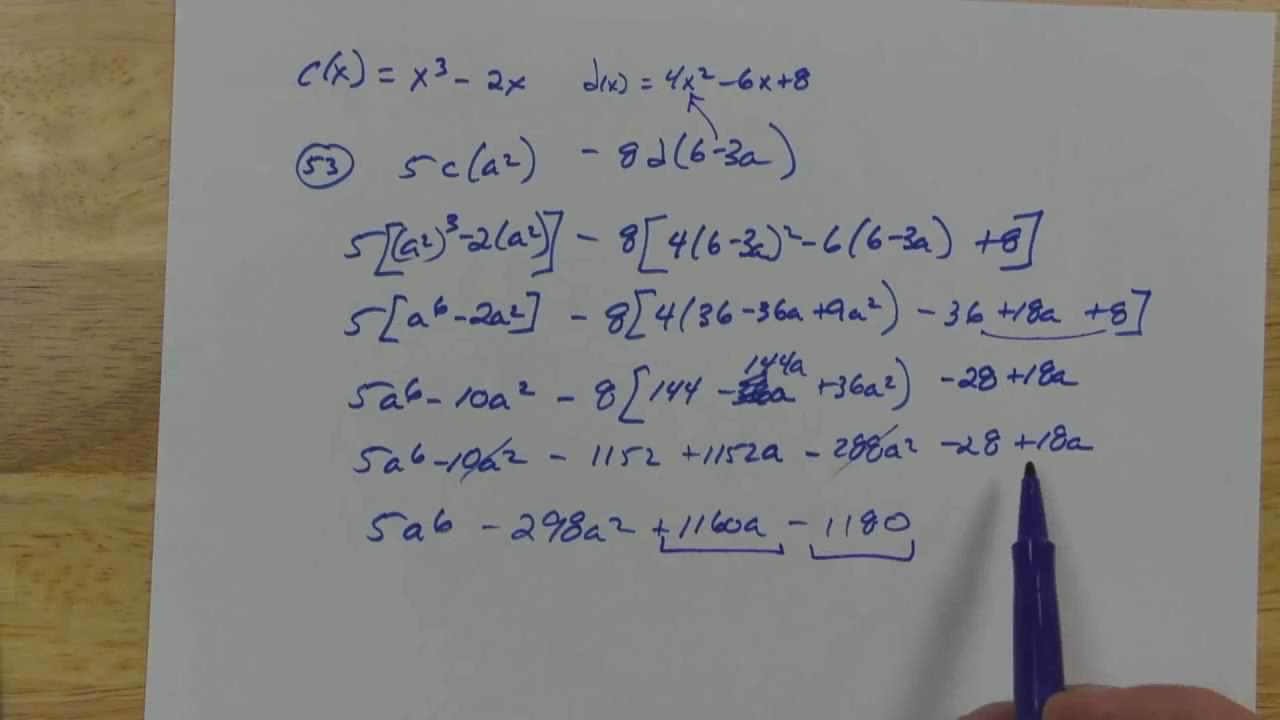 c(x) = x³ - 2x d(x) = 4x² - 6x + 8
53 5c(a²) - 8d(6-3a)
5[(a²)³ - 2(a²)] - 8[4(6-3a)² - 6(6-3a) + 8]
5[a⁶ - 2a²] - 8[4(36 - 36a + 9a²) - 36 + 18a + 8]
5a⁶ - 10a² - 8[144 - 144a + 36a²) - 28 + 18a
5a⁶ - 10a² - 1152 + 1152a - 288a² - 28 + 18a
5a⁶ - 298a² + 1160a - 1180